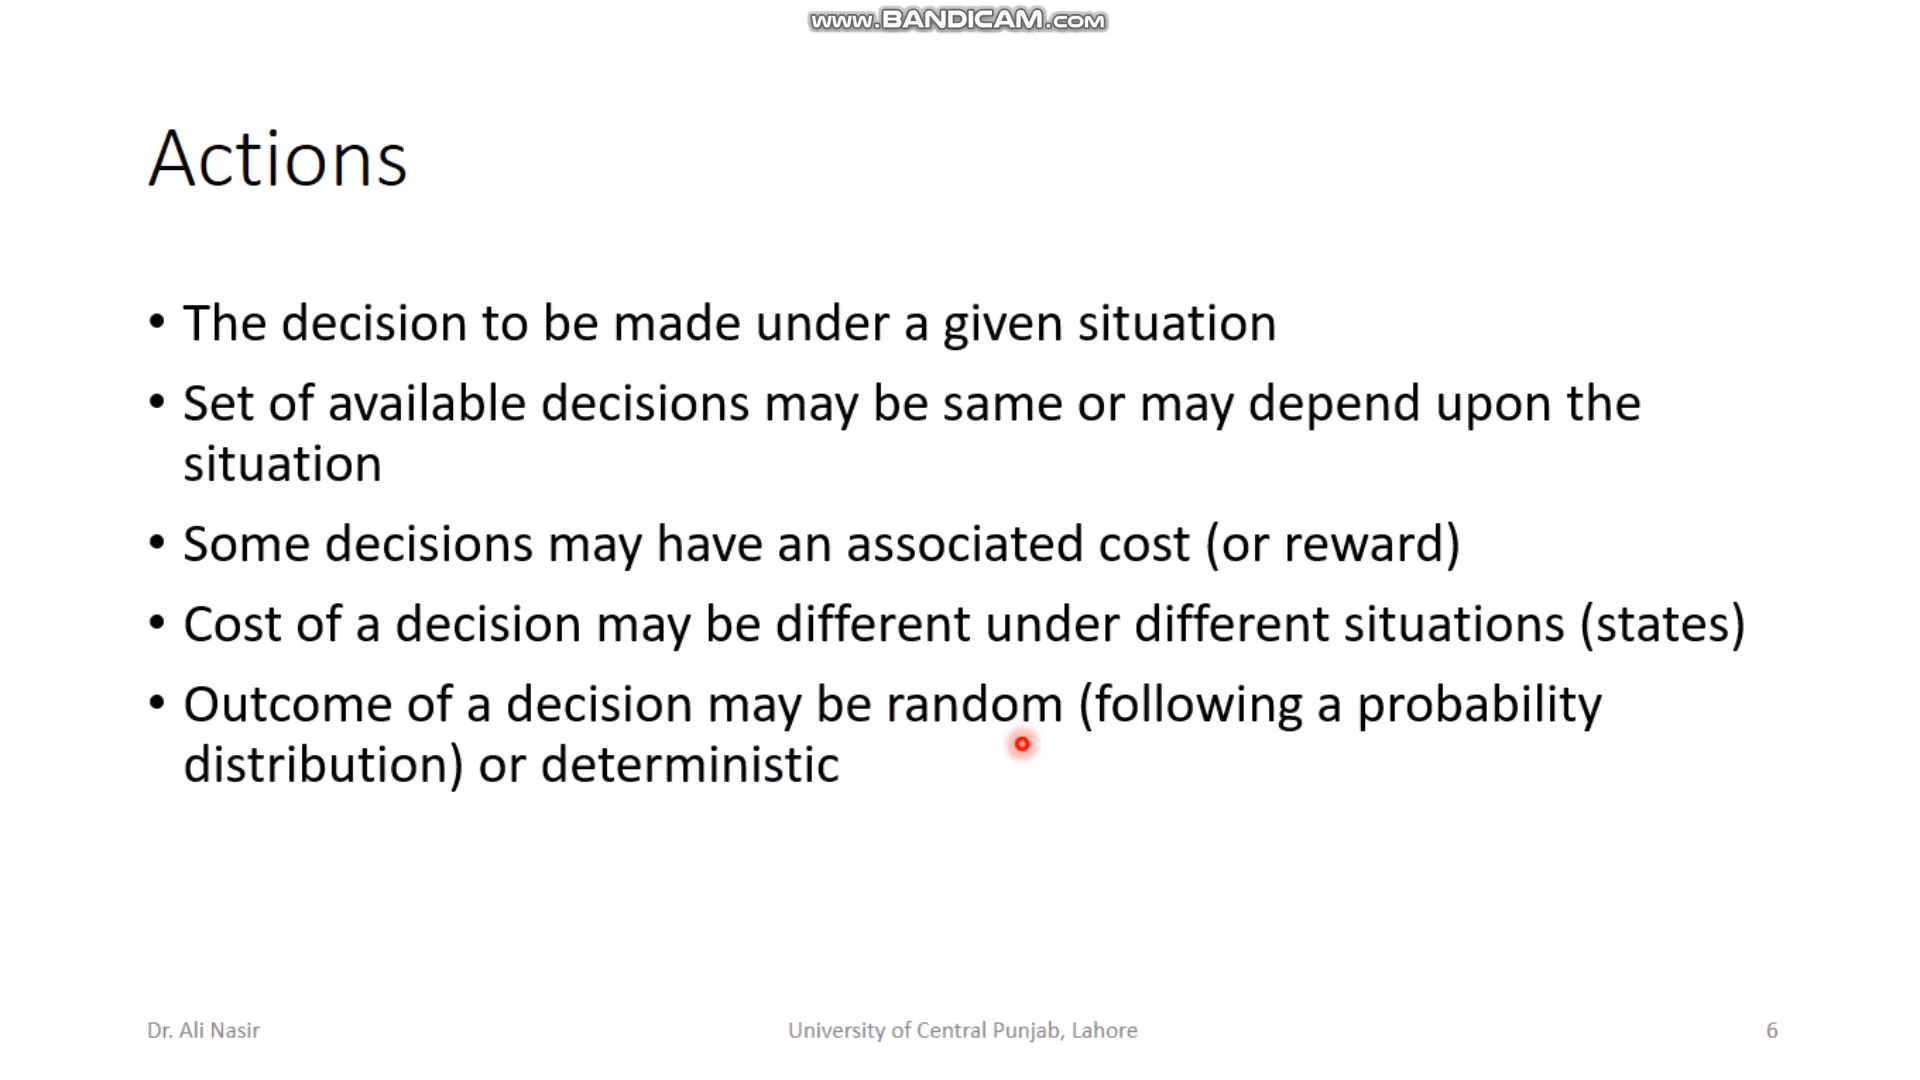 www.BANDICAM.com
Actions
• The decision to be made under a given situation
• Set of available decisions may be same or may depend upon the
situation
• Some decisions may have an associated cost (or reward)
• Cost of a decision may be different under different situations (states)
• Outcome of a decision may be random (following a probability
distribution) or deterministic
Dr. Ali Nasir
University of Central Punjab, Lahore
6